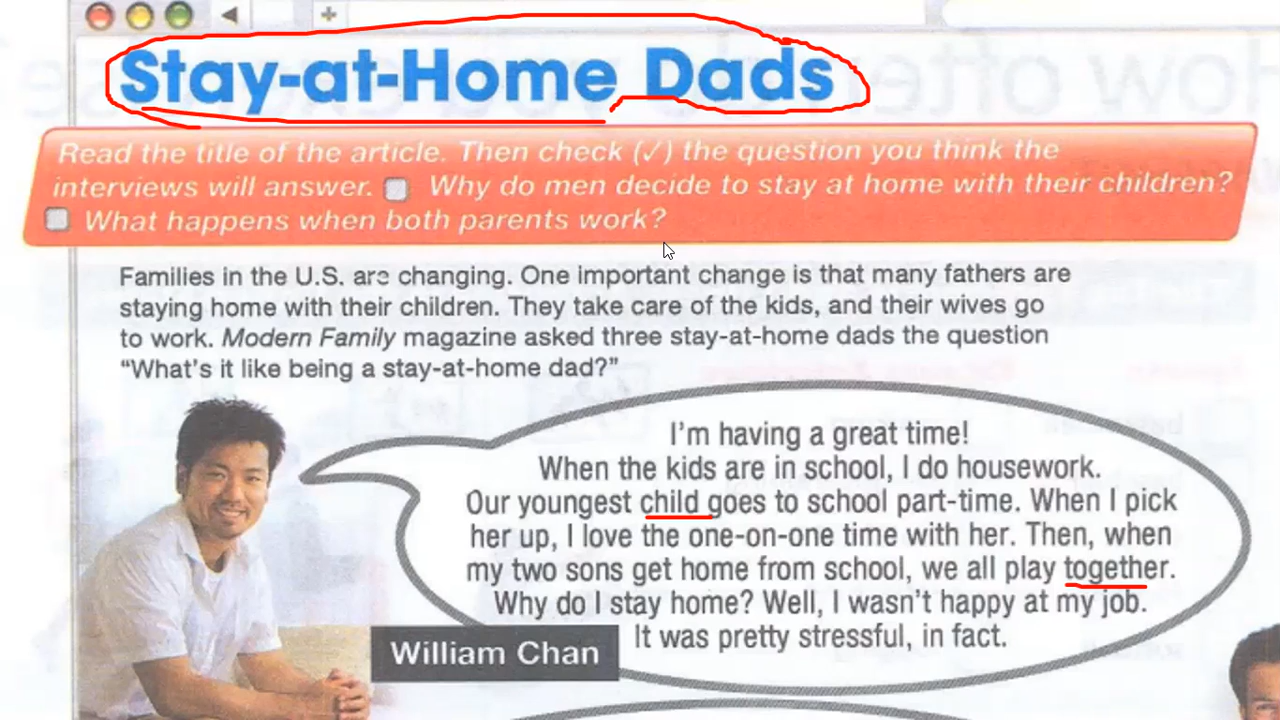 Stay-at-Home Dads
Read the title of the article. Then check (✓) the question you think the
interviews will answer. Why do men decide to stay at home with their children?
What happens when both parents work?
Families in the U.S. are changing. One important change is that many fathers are
staying home with their children. They take care of the kids, and their wives go
to work. Modern Family magazine asked three stay-at-home dads the question
“What’s it like being a stay-at-home dad?”
I’m having a great time!
When the kids are in school, I do housework.
Our youngest child goes to school part-time. When I pick
her up, I love the one-on-one time with her. Then, when
my two sons get home from school, we all play together.
Why do I stay home? Well, I wasn’t happy at my job.
It was pretty stressful, in fact.
William Chan